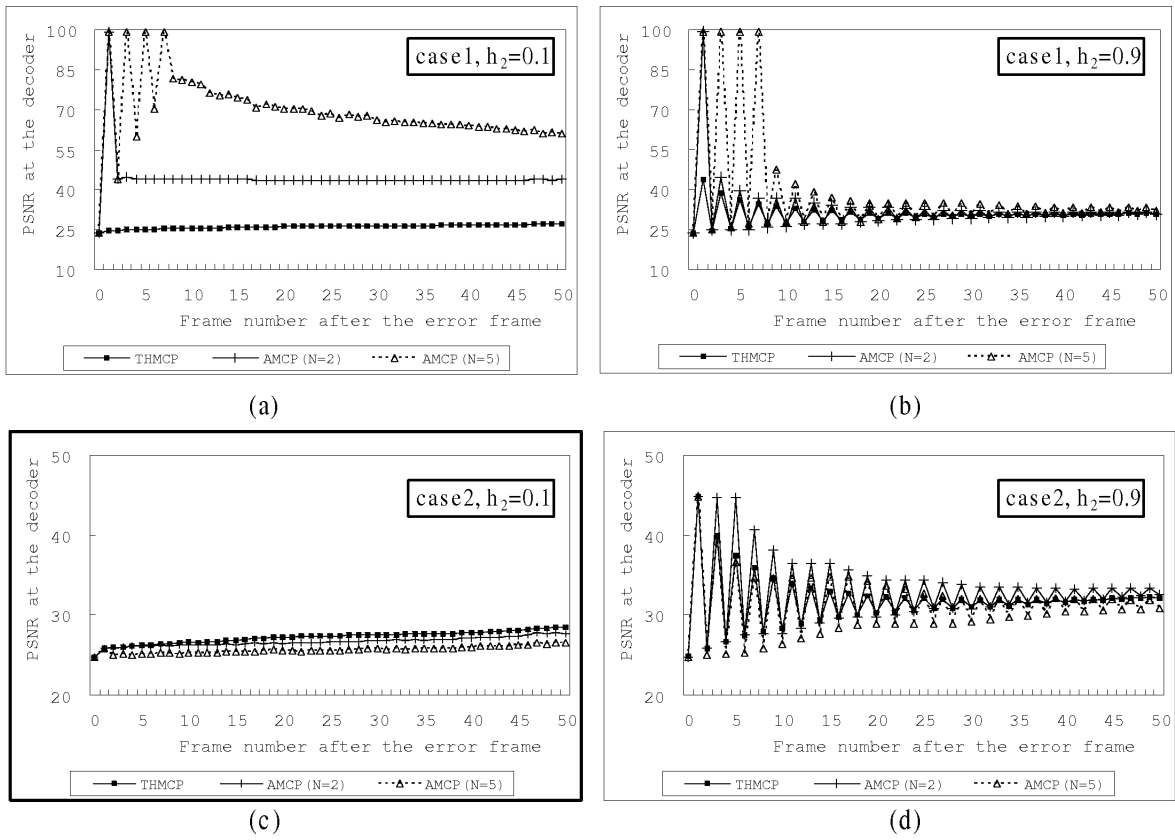 100
85
70
55
40
25
10
PSNR at the decoder
case1, h₂=0.1
0 5 10 15 20 25 30 35 40 45 50
Frame number after the error frame
THMCP AMCP(N=2) AMCP(N=5)
(a)
100
85
70
55
40
25
10
PSNR at the decoder
case1, h₂=0.9
0 5 10 15 20 25 30 35 40 45 50
Frame number after the error frame
THMCP AMCP(N=2) AMCP(N=5)
(b)
50
40
30
20
PSNR at the decoder
case2, h₂=0.1
0 5 10 15 20 25 30 35 40 45 50
Frame number after the error frame
THMCP AMCP(N=2) AMCP(N=5)
(c)
50
40
30
20
PSNR at the decoder
case2, h₂=0.9
0 5 10 15 20 25 30 35 40 45 50
Frame number after the error frame
THMCP AMCP(N=2) AMCP(N=5)
(d)